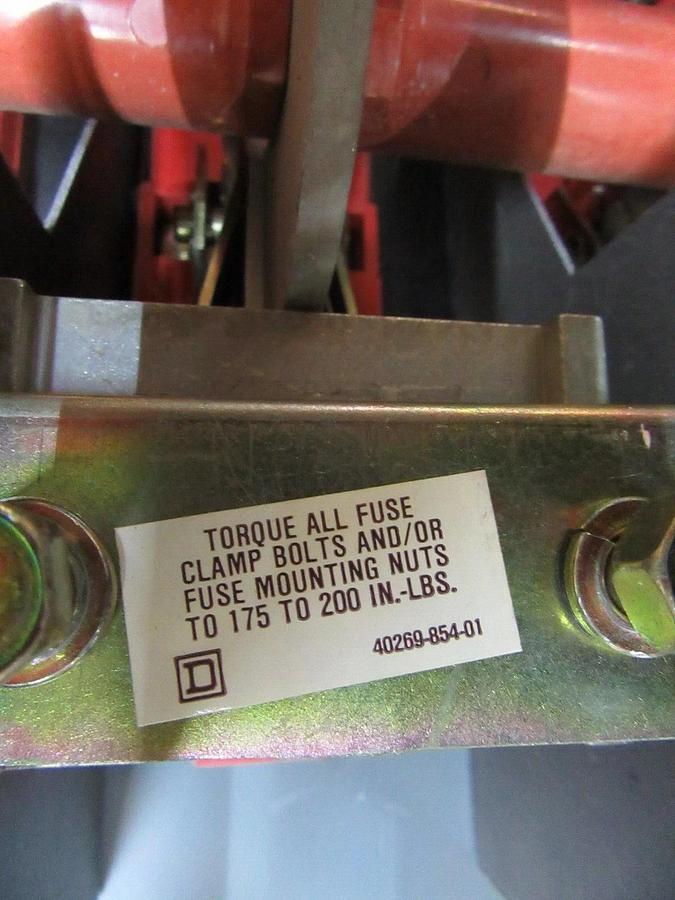 TORQUE ALL FUSE
CLAMP BOLTS AND/OR
FUSE MOUNTING NUTS
TO 175 TO 200 IN.-LBS.
40269-854-01
D